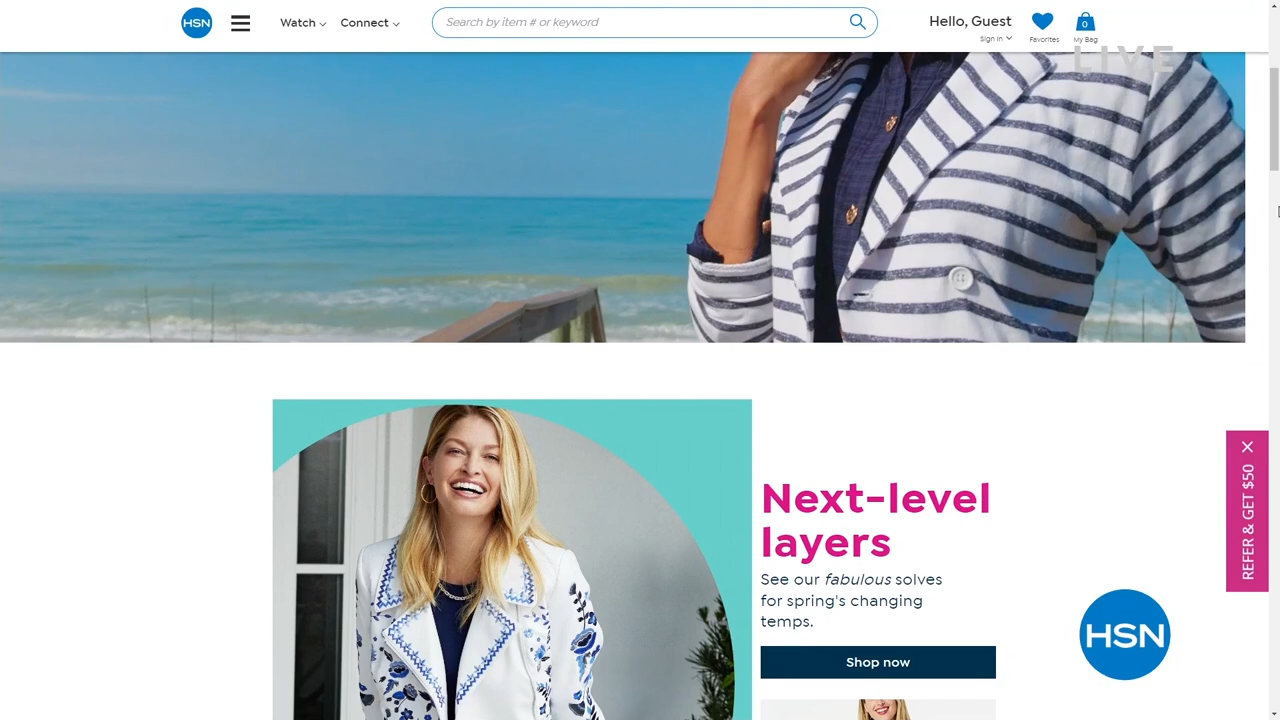 HSN
Watch
Connect
Search by item # or keyword
Hello, Guest
Sign in
Favorites
0
My Bag
LIVE
REFER & GET $50
Next-level
layers
See our fabulous solves
for spring's changing
temps.
Shop now
HSN